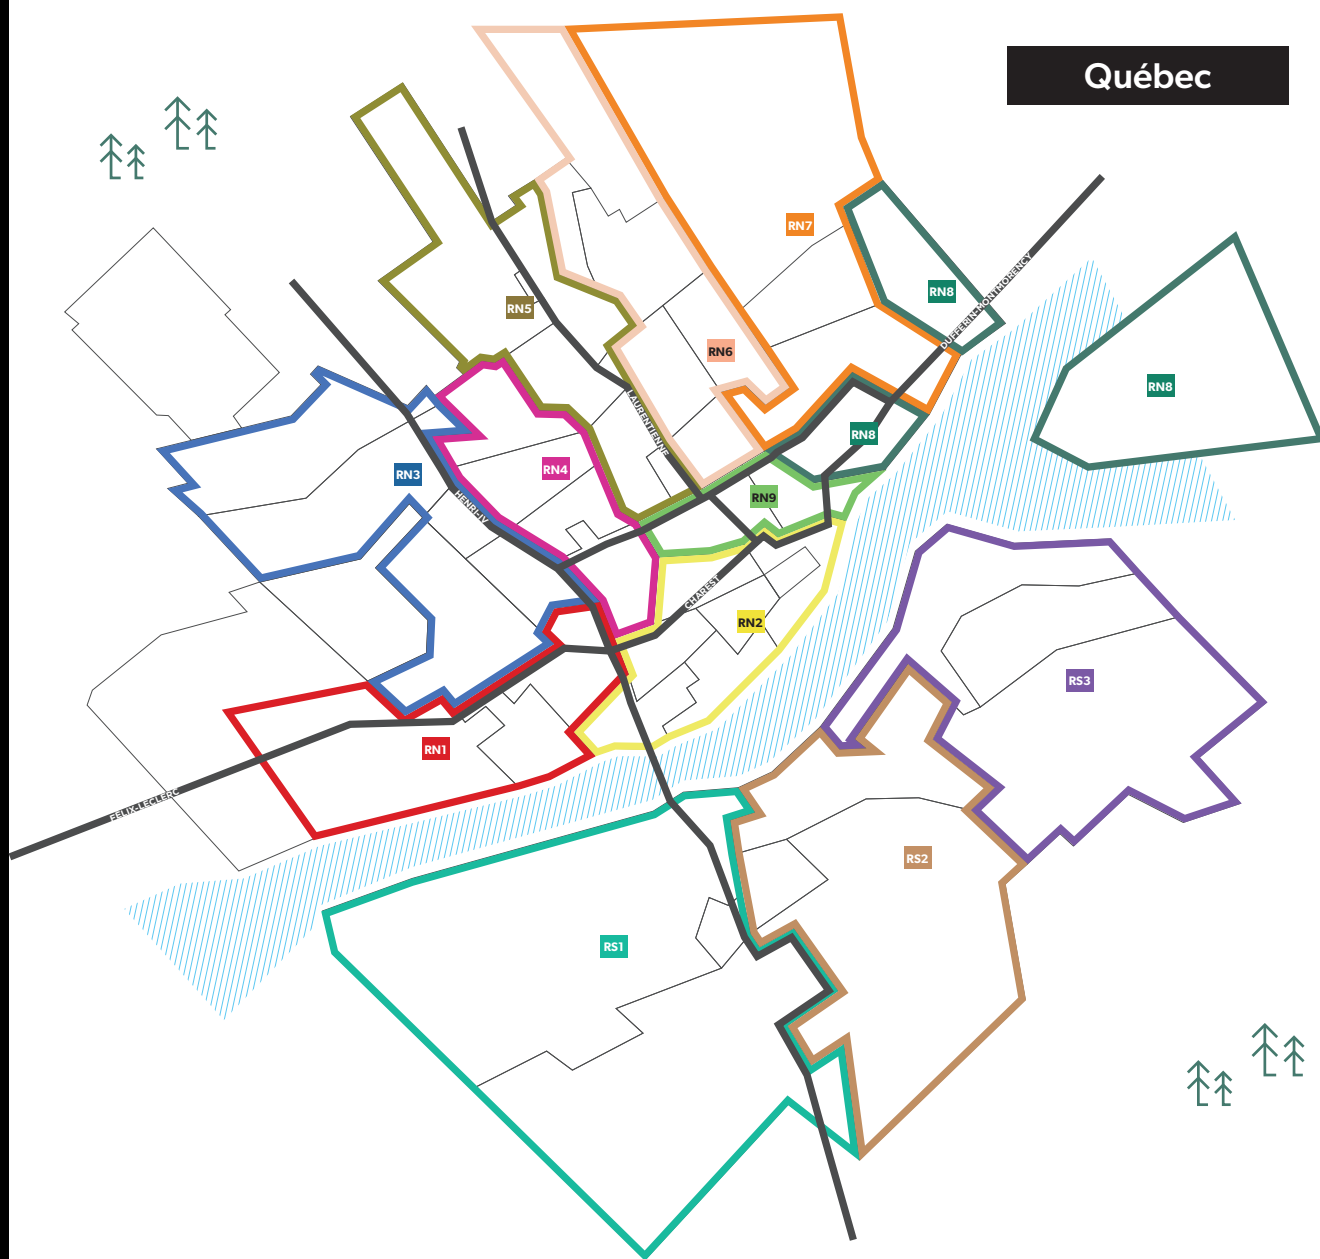 Québec
RN7
RN8
DUFFERIN-MONTMORENCY
RN5
RN6
RN8
LAURENTIENNE
RN8
RN4
RN3
RN9
HENRI-IV
CHAREST
RN2
RS3
RN1
FÉLIX-LECLERC
RS2
RS1